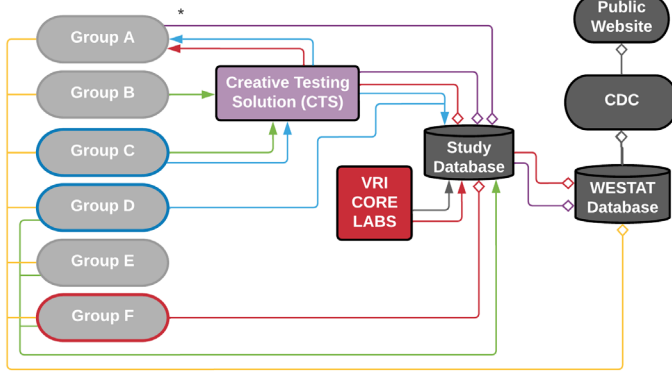 *
Public
Website
Group A
Creative Testing
Solution (CTS)
Group B
CDC
Group C
Study
Database
VRI
CORE
LABS
WESTAT
Database
Group D
Group E
Group F